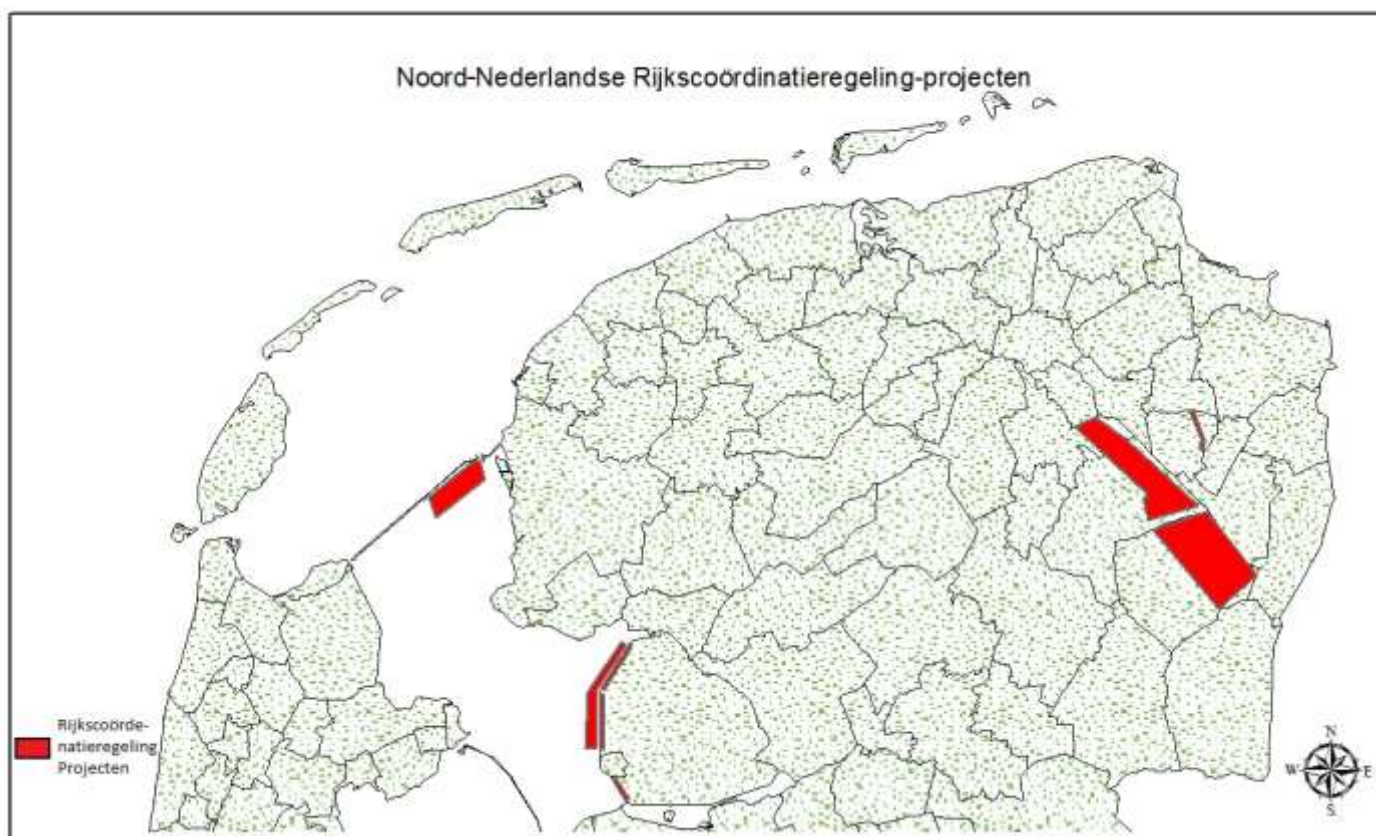 Noord-Nederlandse Rijkscoördinatieregeling-projecten
Rijkscoörde-
natieregeling
Projecten
N
W E
S